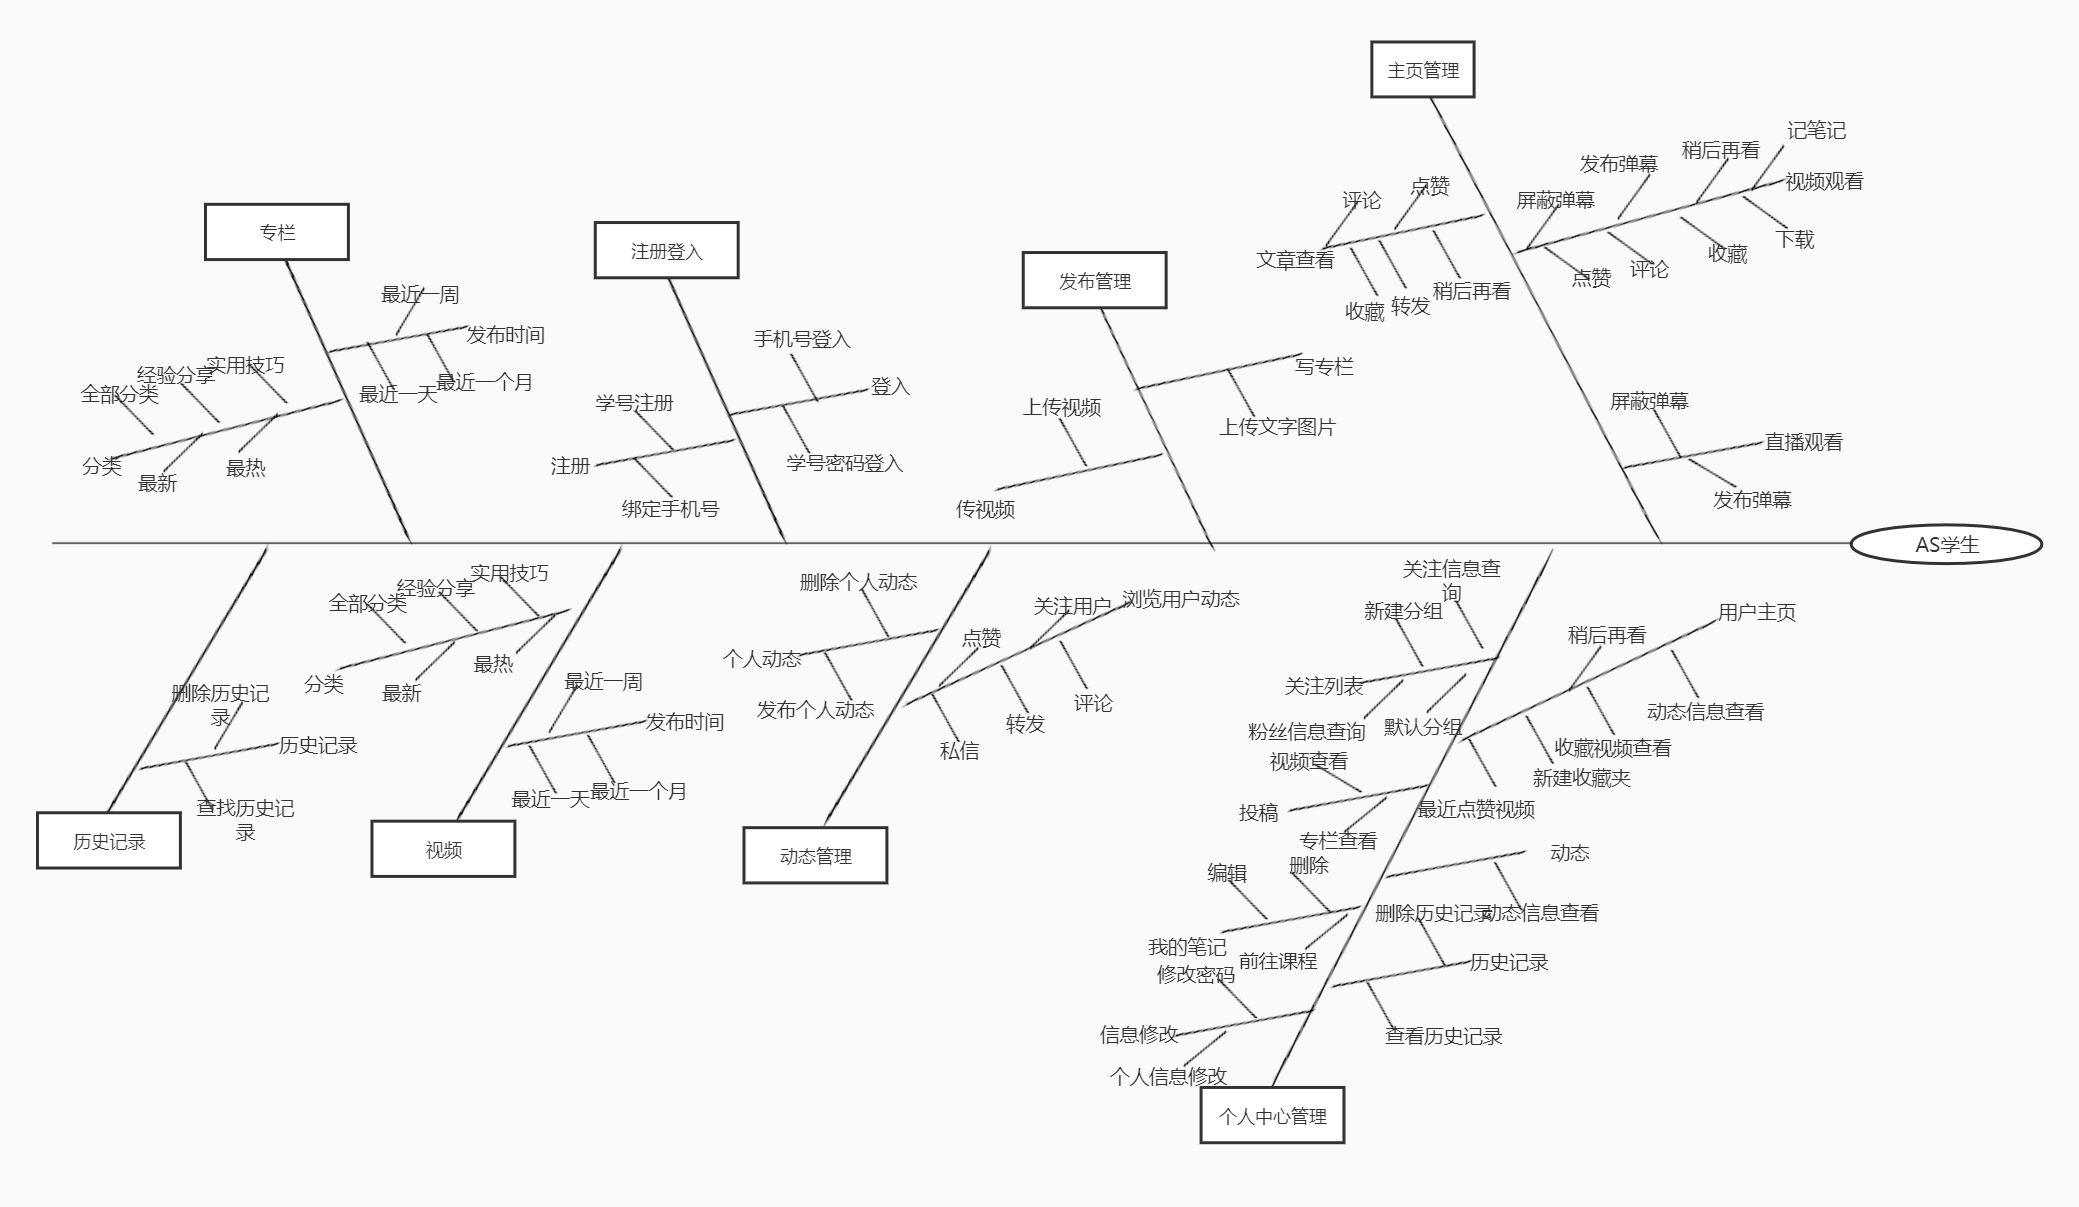 主页管理
记笔记
稍后再看
发布弹幕
视频观看
点赞
评论
屏蔽弹幕
下载
收藏
评论
点赞
文章查看
收藏
转发
稍后再看
屏蔽弹幕
直播观看
发布弹幕
专栏
最近一周
发布时间
最近一天
最近一个月
实用技巧
经验分享
全部分类
分类
最新
最热
注册登入
手机号登入
登入
学号密码登入
学号注册
注册
绑定手机号
发布管理
写专栏
上传文字图片
上传视频
传视频
AS学生
删除历史记
录
历史记录
查找历史记
录
历史记录
实用技巧
经验分享
全部分类
分类
最新
最热
最近一周
发布时间
最近一天
最近一个月
视频
删除个人动态
个人动态
发布个人动态
关注用户
浏览用户动态
点赞
评论
转发
私信
动态管理
关注信息查
询
新建分组
关注列表
粉丝信息查询
默认分组
用户主页
稍后再看
动态信息查看
收藏视频查看
新建收藏夹
最近点赞视频
视频查看
投稿
专栏查看
动态
动态信息查看
编辑
删除
我的笔记
前往课程
删除历史记录
历史记录
查看历史记录
修改密码
信息修改
个人信息修改
个人中心管理